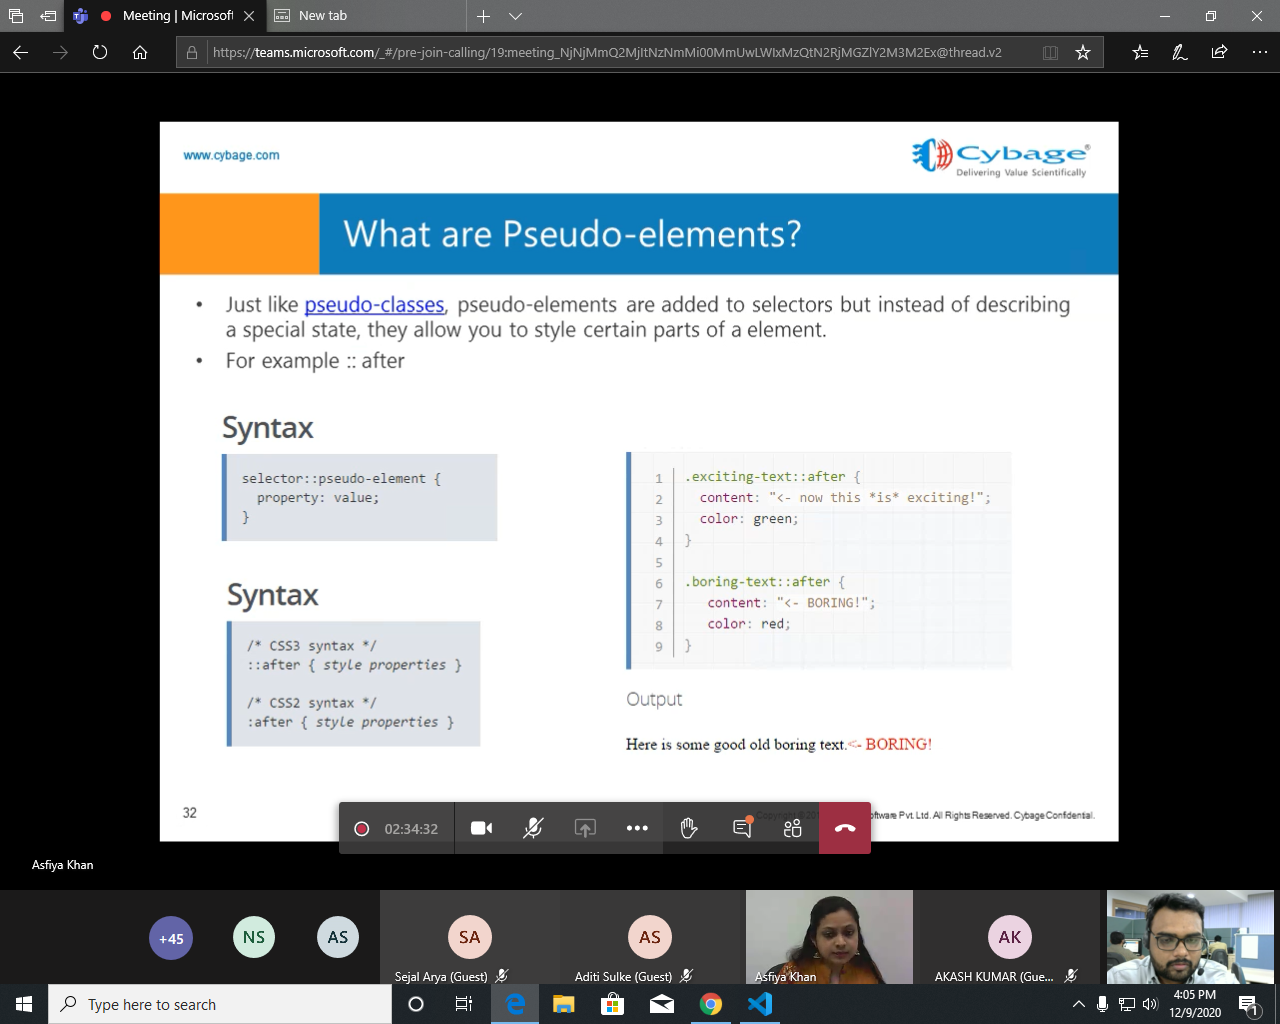 Meeting | Microsoft
New tab
https://teams.microsoft.com/_#/pre-join-calling/19:meeting_NjNjMmQ2MjItNzNmMi00MmUwLWIxMzQtN2RjMGZlY2M3M2Ex@thread.v2
www.cybage.com
Cybage®
Delivering Value Scientifically
What are Pseudo-elements?
• Just like pseudo-classes, pseudo-elements are added to selectors but instead of describing
a special state, they allow you to style certain parts of a element.
• For example :: after
Syntax
selector::pseudo-element {
property: value;
}
Syntax
/* CSS3 syntax */
::after { style properties }
/* CSS2 syntax */
:after { style properties }
1 .exciting-text::after {
2 content: "<- now this *is* exciting!";
3 color: green;
4 }
5
6 .boring-text::after {
7 content: "<- BORING!";
8 color: red;
9 }
Output
Here is some good old boring text.<- BORING!
32
ftware Pvt. Ltd. All Rights Reserved. Cybage Confidential.
02:34:32
Asfiya Khan
+45
NS
AS
SA
Sejal Arya (Guest)
AS
Aditi Sulke (Guest)
Asfiya Khan
AK
AKASH KUMAR (Gue...
Type here to search
4:05 PM
12/9/2020
1